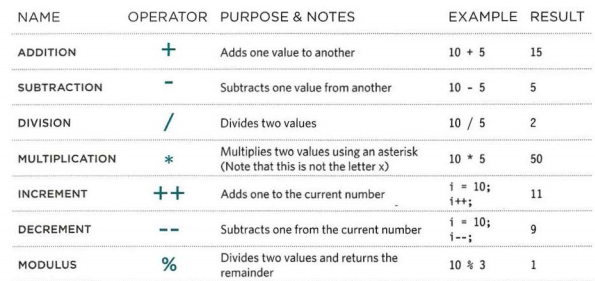 NAME OPERATOR PURPOSE & NOTES EXAMPLE RESULT
ADDITION + Adds one value to another 10 + 5 15
SUBTRACTION - Subtracts one value from another 10 - 5 5
DIVISION / Divides two values 10 / 5 2
MULTIPLICATION * Multiplies two values using an asterisk
(Note that this is not the letter x) 10 * 5 50
INCREMENT ++ Adds one to the current number i = 10;
i++; 11
DECREMENT -- Subtracts one from the current number i = 10;
i--; 9
MODULUS % Divides two values and returns the
remainder 10 % 3 1